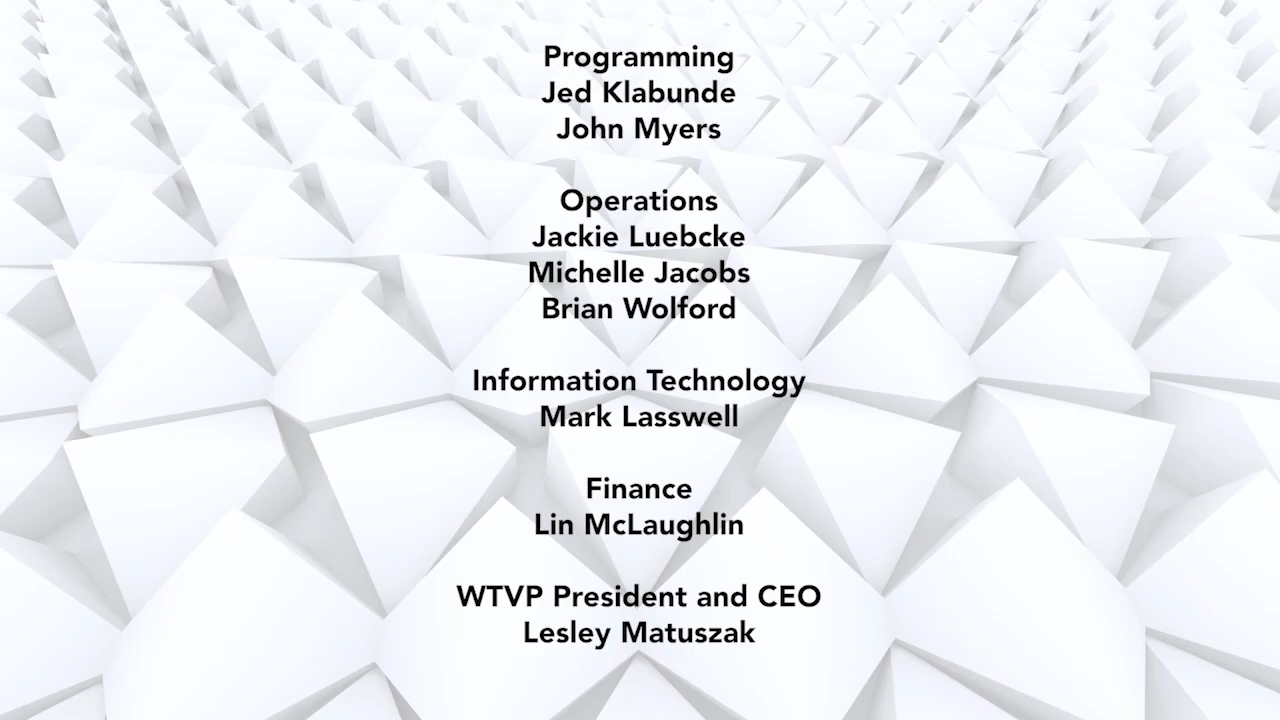 Programming
Jed Klabunde
John Myers
Operations
Jackie Luebcke
Michelle Jacobs
Brian Wolford
Information Technology
Mark Lasswell
Finance
Lin McLaughlin
WTVP President and CEO
Lesley Matuszak